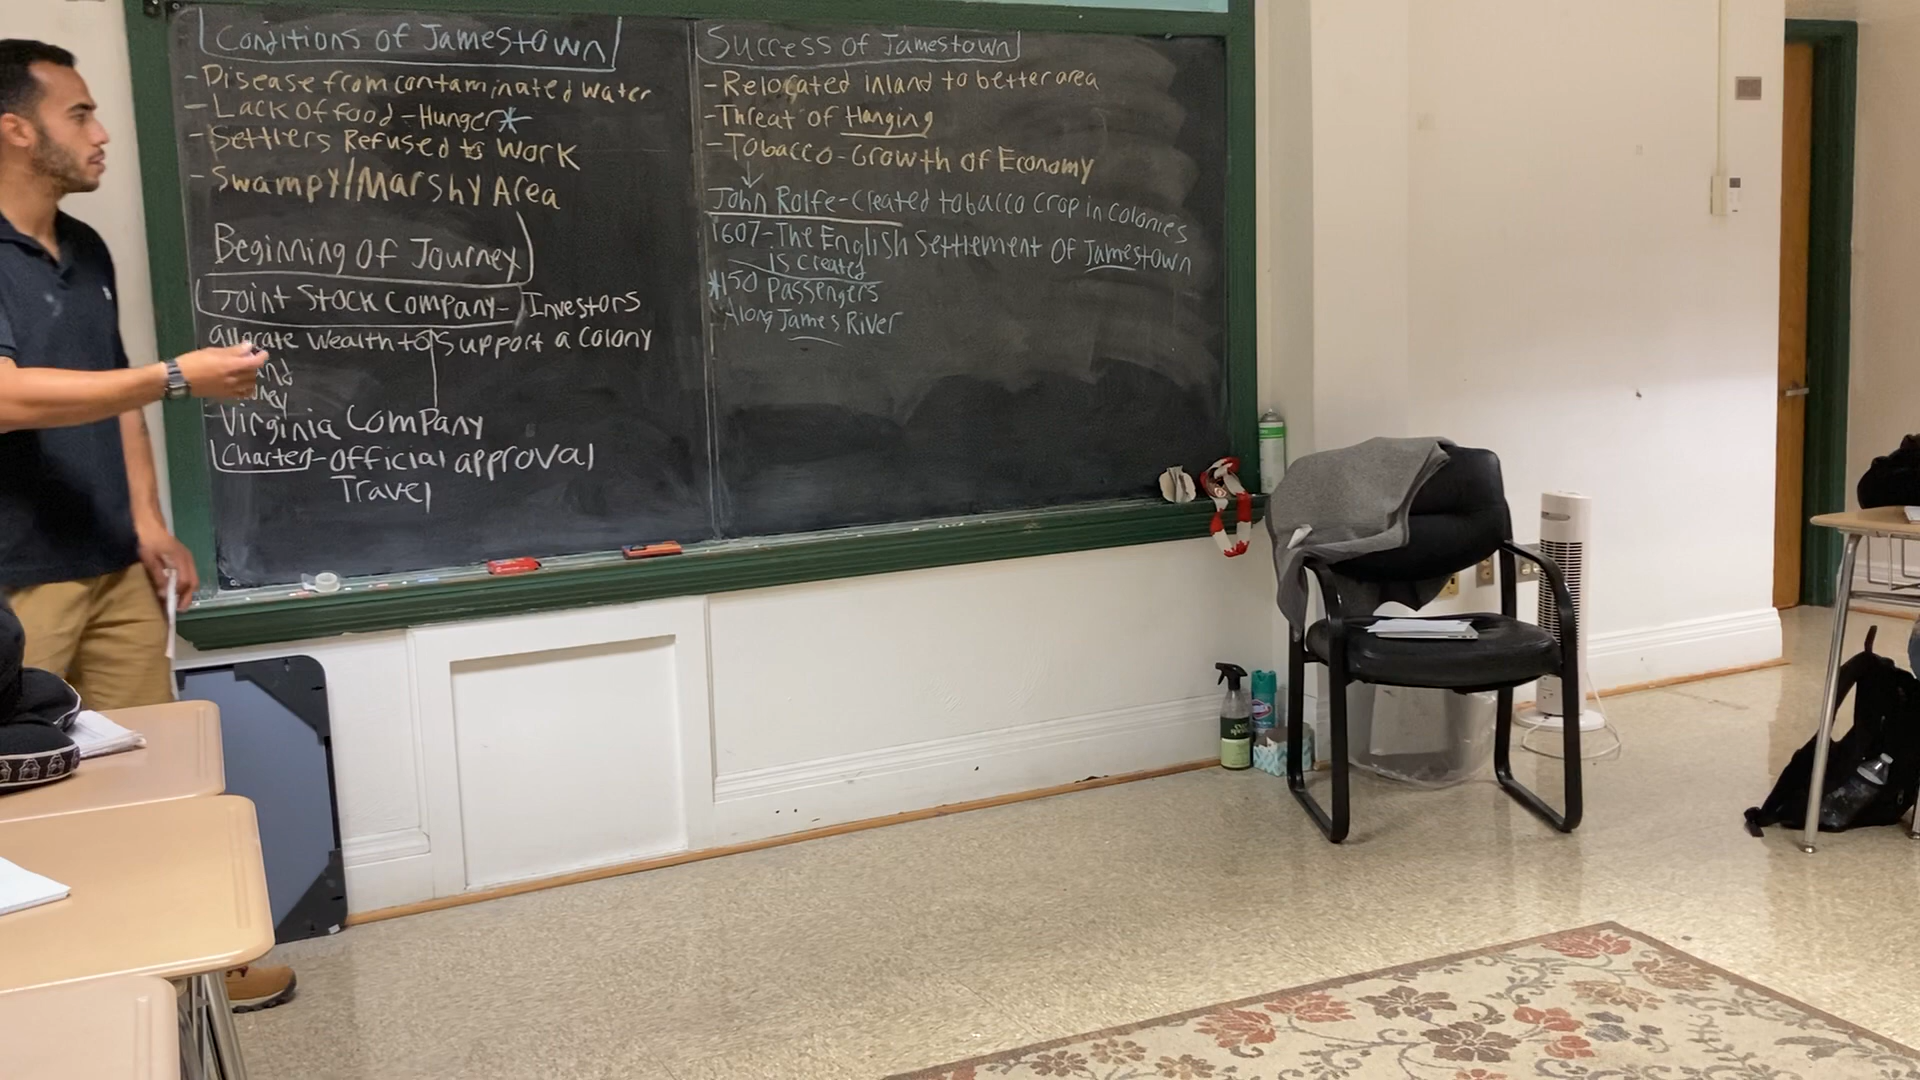 Conditions of Jamestown
- Disease from contaminated water
- Lack of food - Hunger*
- Settlers Refused to work
- Swampy/Marshy Area
Beginning Of Journey
Joint Stock Company - Investors
allocate wealth to support a colony
- Virginia Company
Charter - official approval
Travel
Success of Jamestown
- Relocated inland to better area
- Threat of Hanging
- Tobacco - Growth of Economy
John Rolfe - created tobacco crop in colonies
1607 - The English Settlement Of Jamestown
is created
*150 Passengers
Along James River